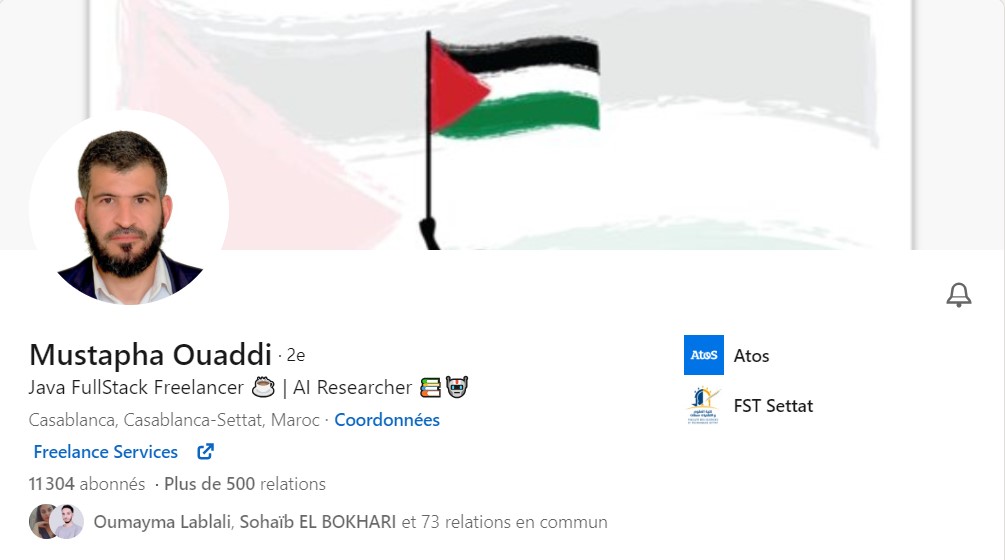 Mustapha Ouaddi · 2e
Java FullStack Freelancer ☕ | AI Researcher 📚🤖
Casablanca, Casablanca-Settat, Maroc · Coordonnées
Freelance Services
11 304 abonnés · Plus de 500 relations
Oumayma Lablali, Sohaïb EL BOKHARI et 73 relations en commun
Atos
Atos
FST Settat